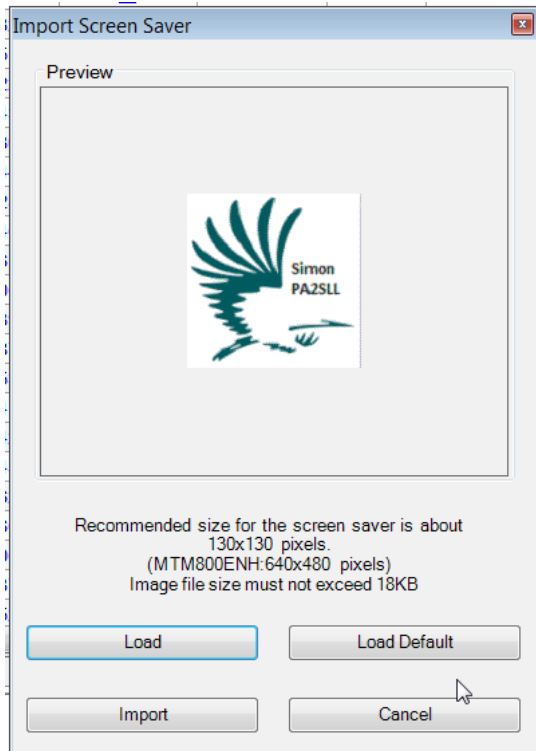 Import Screen Saver
Preview
Simon
PA2SLL
Recommended size for the screen saver is about
130x130 pixels.
(MTM800ENH:640x480 pixels)
Image file size must not exceed 18KB
Load
Load Default
Import
Cancel